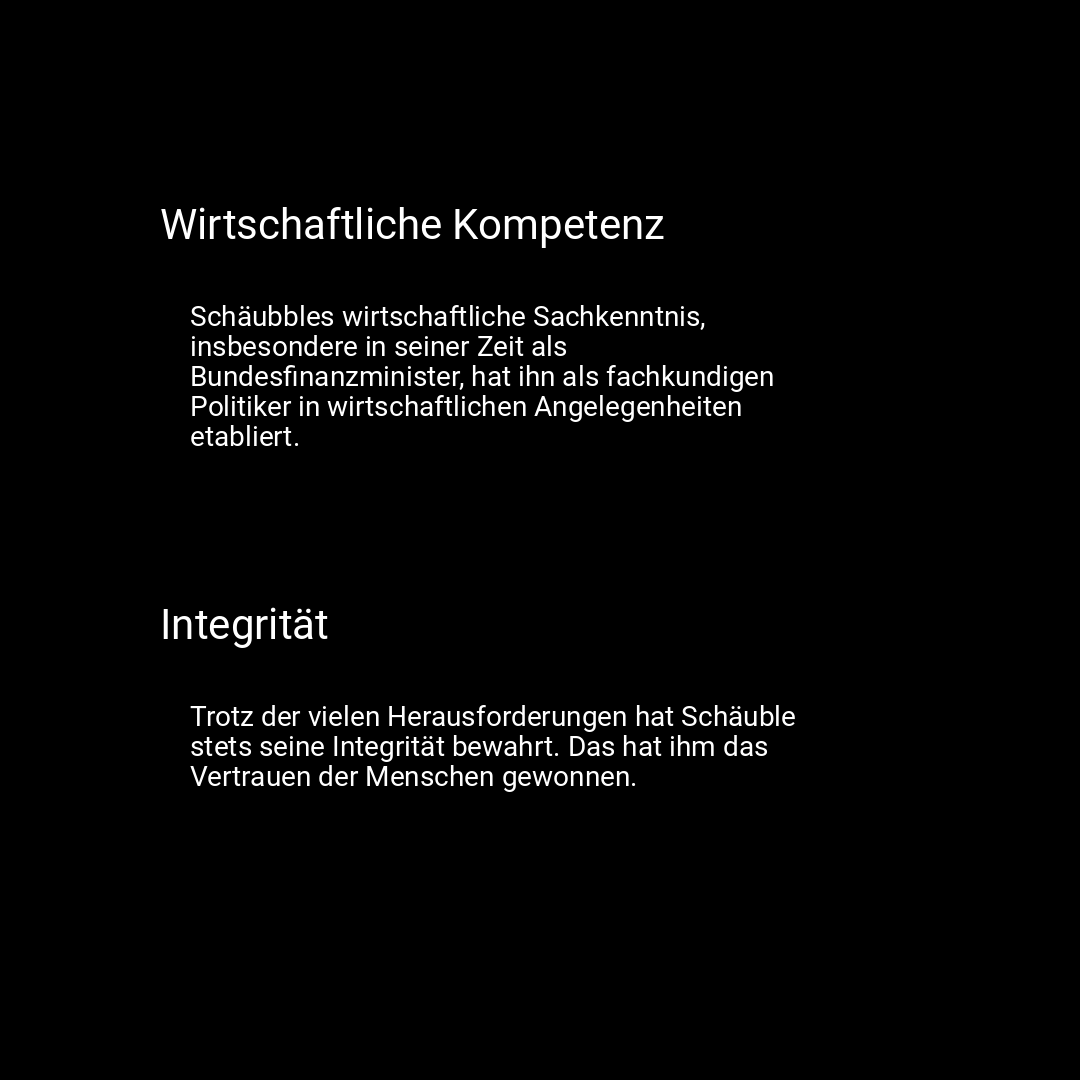 Wirtschaftliche Kompetenz
Schäubbles wirtschaftliche Sachkenntnis,
insbesondere in seiner Zeit als
Bundesfinanzminister, hat ihn als fachkundigen
Politiker in wirtschaftlichen Angelegenheiten
etabliert.
Integrität
Trotz der vielen Herausforderungen hat Schäuble
stets seine Integrität bewahrt. Das hat ihm das
Vertrauen der Menschen gewonnen.